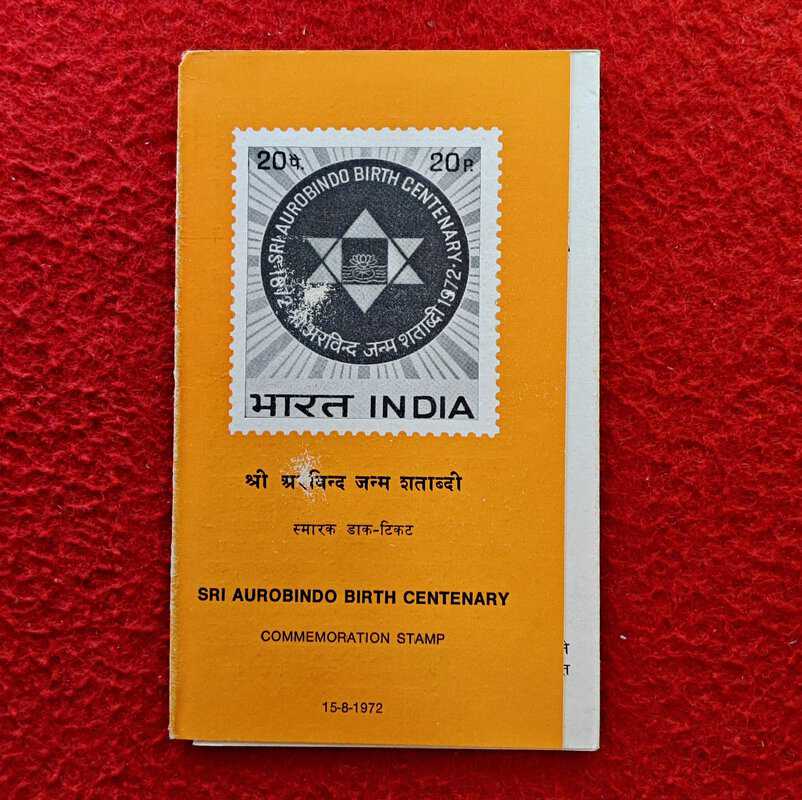 20 पै. 20 P.
1872 · SRI AUROBINDO BIRTH CENTENARY · 1972
अरविन्द जन्म शताब्दी
भारत INDIA
श्री अरविन्द जन्म शताब्दी
स्मारक डाक-टिकट
SRI AUROBINDO BIRTH CENTENARY
COMMEMORATION STAMP
15-8-1972